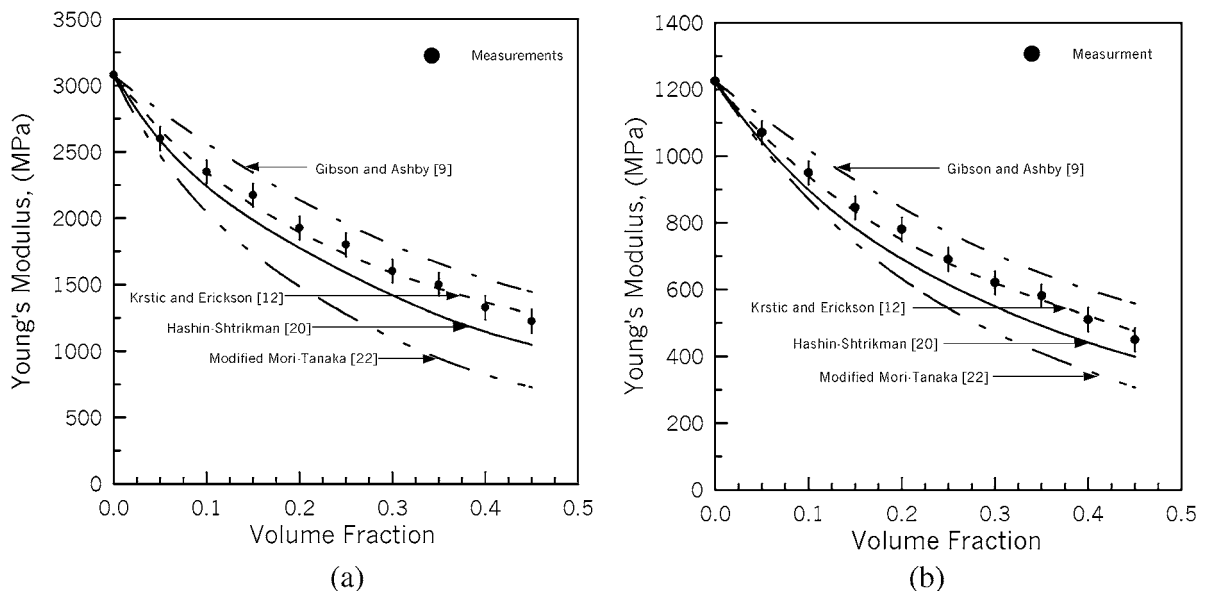 3500
3000
2500
2000
1500
1000
500
0
Young's Modulus, (MPa)
Measurements
Gibson and Ashby [9]
Krstic and Erickson [12]
Hashin-Shtrikman [20]
Modified Mori-Tanaka [22]
0.0 0.1 0.2 0.3 0.4 0.5
Volume Fraction
(a)
1400
1200
1000
800
600
400
200
0
Young's Modulus, (MPa)
Measurment
Gibson and Ashby [9]
Krstic and Erickson [12]
Hashin-Shtrikman [20]
Modified Mori-Tanaka [22]
0.0 0.1 0.2 0.3 0.4 0.5
Volume Fraction
(b)